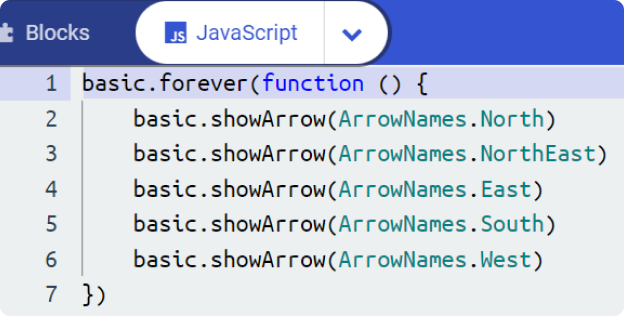 Blocks
JS JavaScript
1 basic.forever(function () {
2     basic.showArrow(ArrowNames.North)
3     basic.showArrow(ArrowNames.NorthEast)
4     basic.showArrow(ArrowNames.East)
5     basic.showArrow(ArrowNames.South)
6     basic.showArrow(ArrowNames.West)
7 })